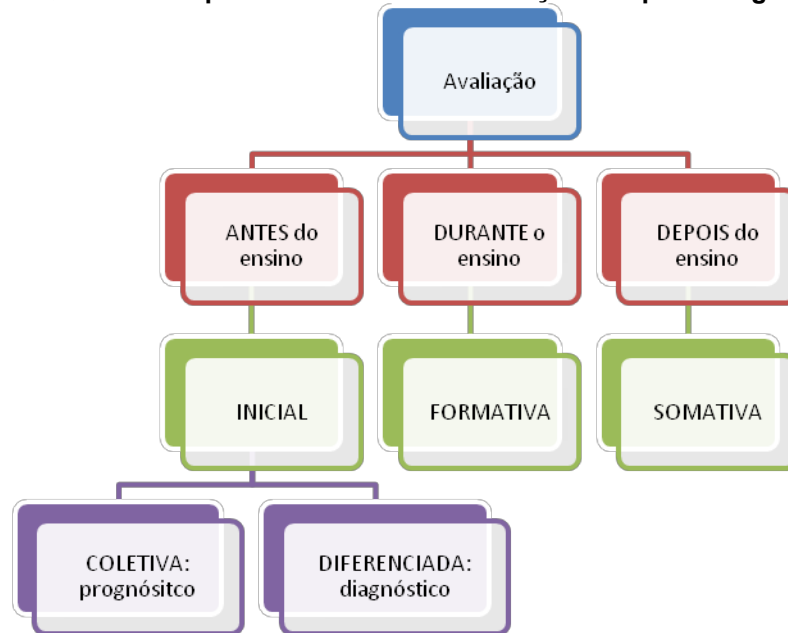 Avaliação
ANTES do
ensino
DURANTE o
ensino
DEPOIS do
ensino
INICIAL
FORMATIVA
SOMATIVA
COLETIVA:
prognósitco
DIFERENCIADA:
diagnóstico